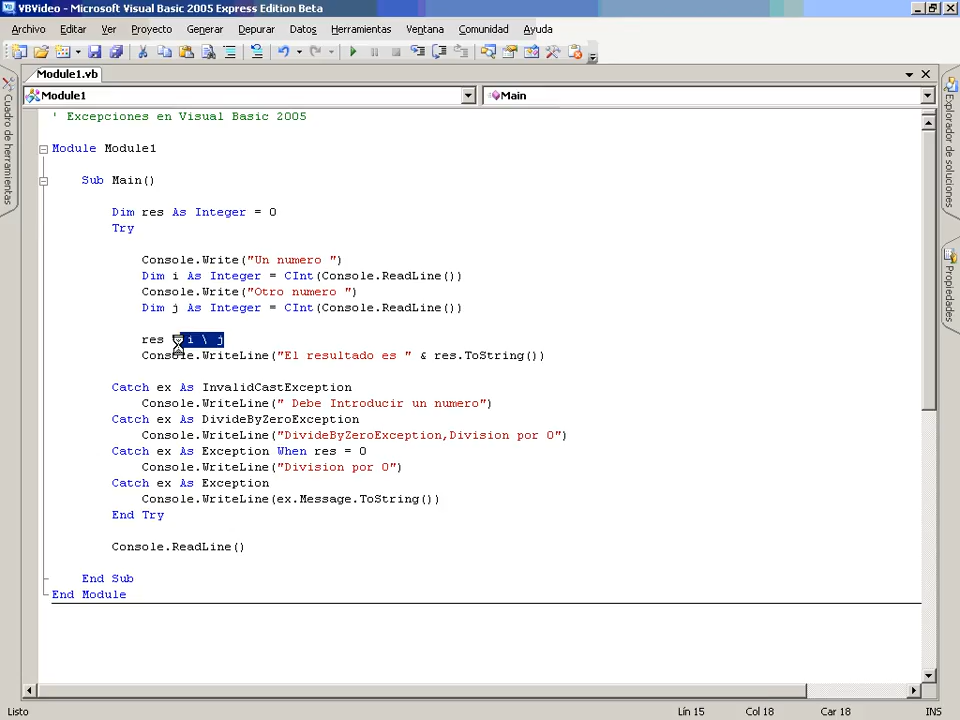 VBVideo - Microsoft Visual Basic 2005 Express Edition Beta
Archivo Editar Ver Proyecto Generar Depurar Datos Herramientas Ventana Comunidad Ayuda
Module1.vb
Module1 Main
Cuadro de herramientas
Explorador de soluciones
Propiedades
' Excepciones en Visual Basic 2005
Module Module1
Sub Main()
Dim res As Integer = 0
Try
Console.Write("Un numero ")
Dim i As Integer = CInt(Console.ReadLine())
Console.Write("Otro numero ")
Dim j As Integer = CInt(Console.ReadLine())
res i \ j
Console.WriteLine("El resultado es " & res.ToString())
Catch ex As InvalidCastException
Console.WriteLine(" Debe Introducir un numero")
Catch ex As DivideByZeroException
Console.WriteLine("DivideByZeroException,Division por 0")
Catch ex As Exception When res = 0
Console.WriteLine("Division por 0")
Catch ex As Exception
Console.WriteLine(ex.Message.ToString())
End Try
Console.ReadLine()
End Sub
End Module
Listo Lín 15 Col 18 Car 18 INS